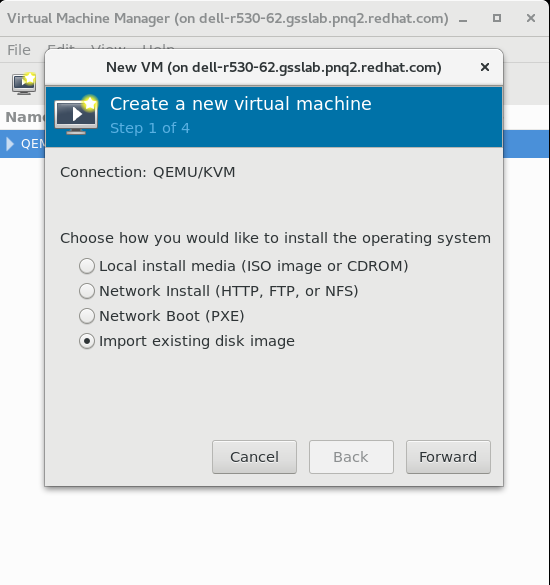 Virtual Machine Manager (on dell-r530-62.gsslab.pnq2.redhat.com)
File Edit View Help
New VM (on dell-r530-62.gsslab.pnq2.redhat.com)
Create a new virtual machine
Step 1 of 4
Connection: QEMU/KVM
Choose how you would like to install the operating system
Local install media (ISO image or CDROM)
Network Install (HTTP, FTP, or NFS)
Network Boot (PXE)
Import existing disk image
Cancel Back Forward